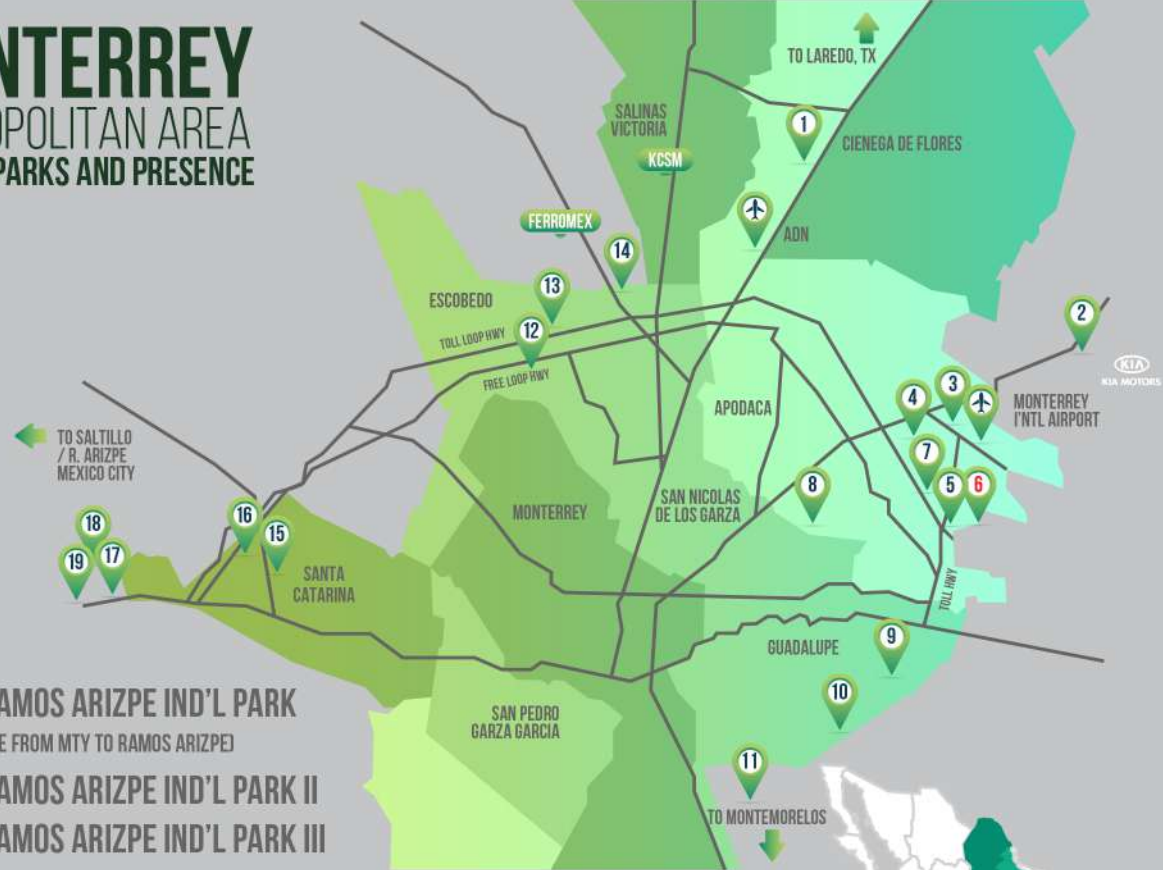 NTERREY
OPOLITAN AREA
PARKS AND PRESENCE
TO LAREDO, TX
SALINAS
VICTORIA
1
CIENEGA DE FLORES
KCSM
FERROMEX
ADN
14
13
ESCOBEDO
12
TOLL LOOP HWY
FREE LOOP HWY
2
KIA
KIA MOTORS
3
4
MONTERREY
I'NTL AIRPORT
APODACA
TO SALTILLO
/ R. ARIZPE
MEXICO CITY
7
8
5
6
SAN NICOLAS
DE LOS GARZA
MONTERREY
16
15
18
19
17
SANTA
CATARINA
TOLL HWY
9
GUADALUPE
10
AMOS ARIZPE IND'L PARK
E FROM MTY TO RAMOS ARIZPE)
AMOS ARIZPE IND'L PARK II
AMOS ARIZPE IND'L PARK III
SAN PEDRO
GARZA GARCIA
11
TO MONTEMORELOS